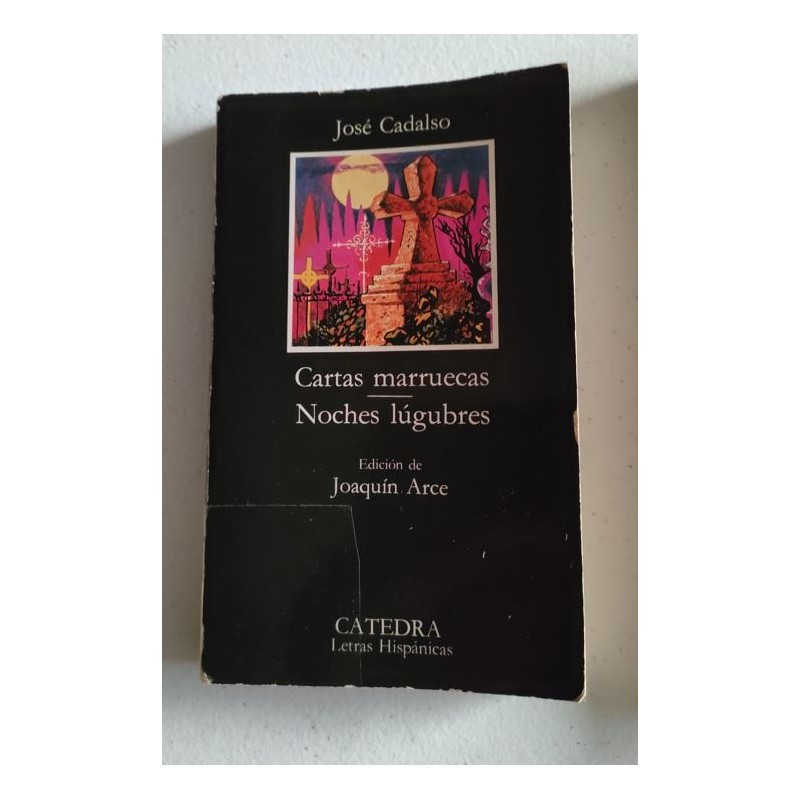 José Cadalso
Cartas marruecas
Noches lúgubres
Edición de
Joaquín Arce
CATEDRA
Letras Hispánicas